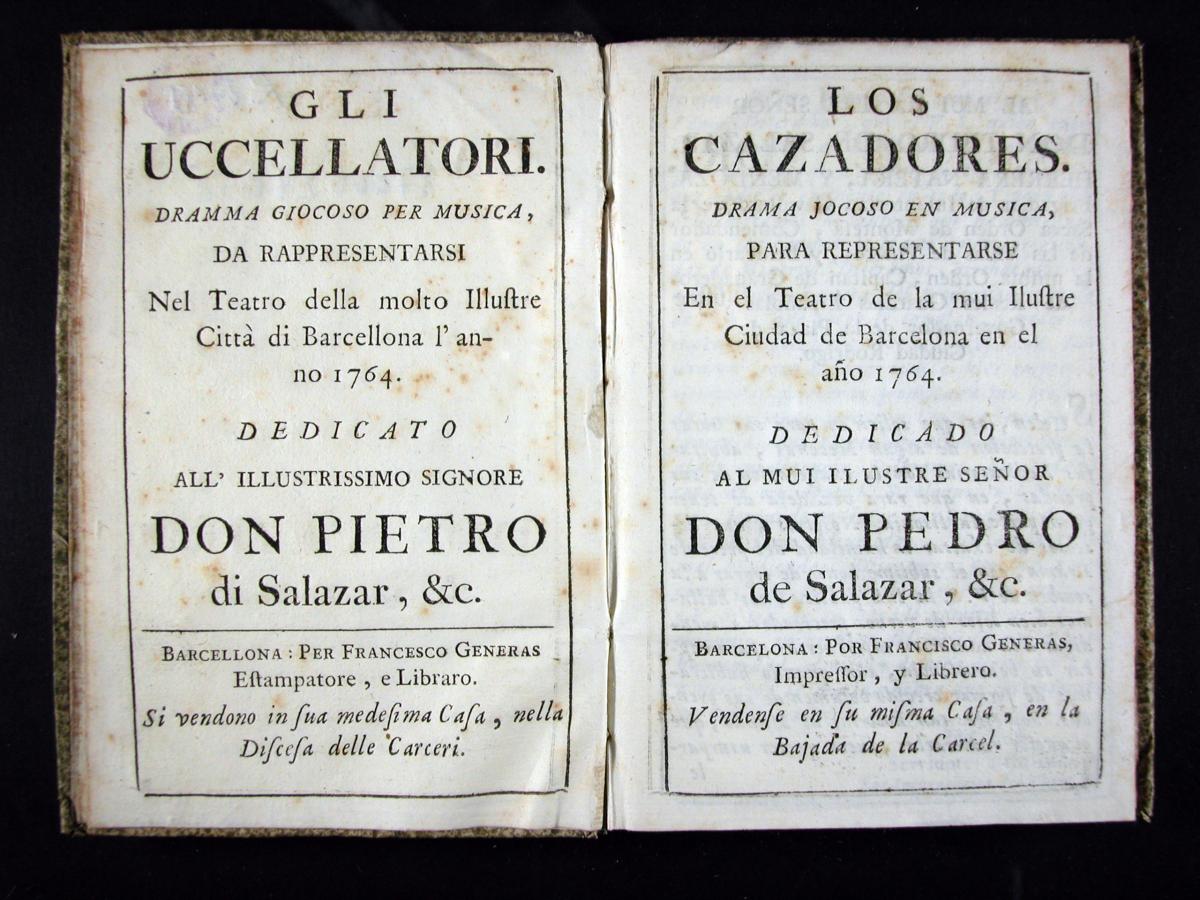 GLI
UCCELLATORI.
DRAMMA GIOCOSO PER MUSICA,
DA RAPPRESENTARSI
Nel Teatro della molto Illuſtre
Città di Barcellona l' an-
no 1764.
DEDICATO
ALL' ILLUSTRISSIMO SIGNORE
DON PIETRO
di Salazar, &c.
BARCELLONA: PER FRANCESCO GENERAS
Eſtampatore, e Libraro.
Si vendono in ſua medeſima Caſa, nella
Diſceſa delle Carceri.
LOS
CAZADORES.
DRAMA JOCOSO EN MUSICA,
PARA REPRESENTARSE
En el Teatro de la mui Iluſtre
Ciudad de Barcelona en el
año 1764.
DEDICADO
AL MUI ILUSTRE SEÑOR
DON PEDRO
de Salazar, &c.
BARCELONA: POR FRANCISCO GENERAS,
Impreſſor, y Librero.
Vendenſe en ſu miſma Caſa, en la
Bajada de la Carcel.